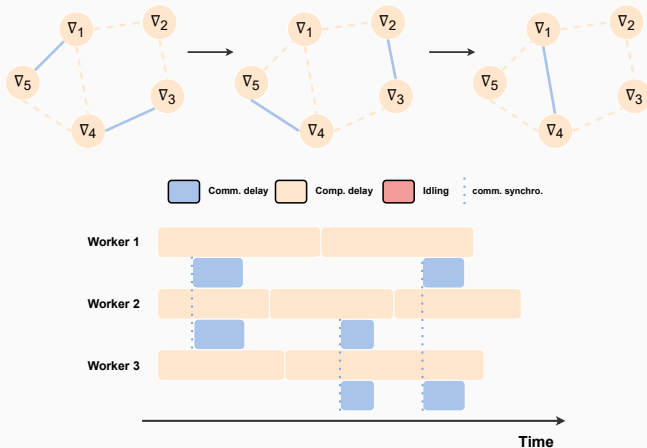 ∇1 ∇2 ∇5 ∇3 ∇4
∇1 ∇2 ∇5 ∇3 ∇4
∇1 ∇2 ∇5 ∇3 ∇4
Comm. delay Comp. delay Idling comm. synchro.
Worker 1
Worker 2
Worker 3
Time